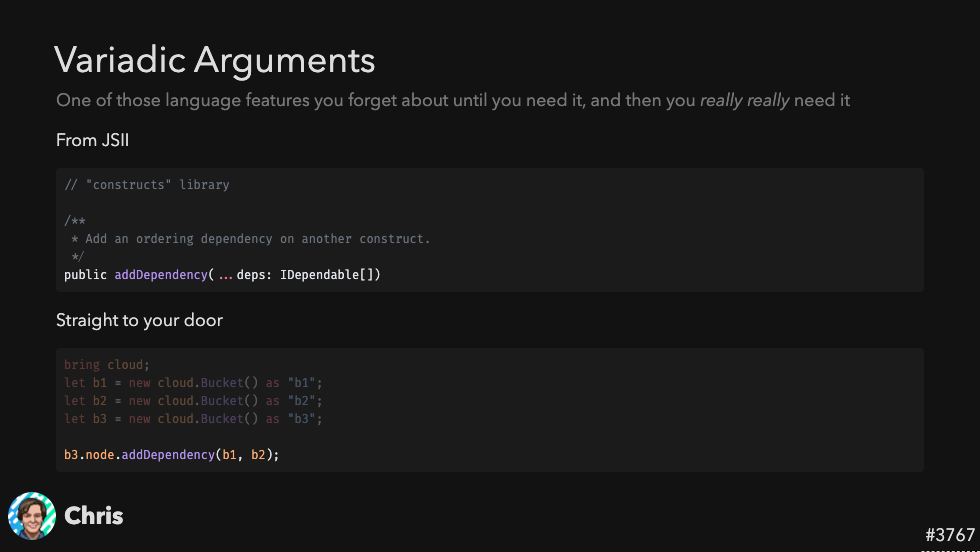 Variadic Arguments
One of those language features you forget about until you need it, and then you really really need it
From JSII
// "constructs" library
/**
 * Add an ordering dependency on another construct.
 */
public addDependency(...deps: IDependable[])
Straight to your door
bring cloud;
let b1 = new cloud.Bucket() as "b1";
let b2 = new cloud.Bucket() as "b2";
let b3 = new cloud.Bucket() as "b3";
b3.node.addDependency(b1, b2);
Chris
#3767